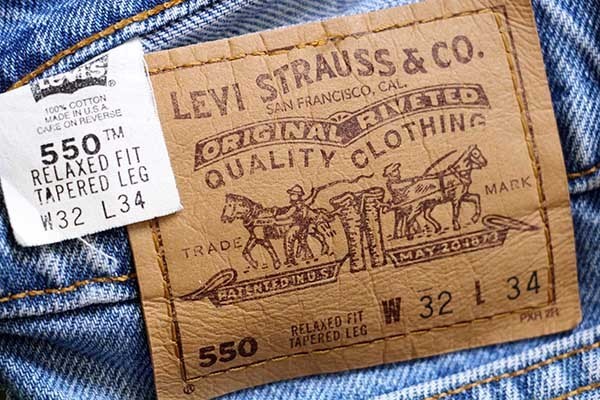 Levi's®
100% COTTON
MADE IN U.S.A.
CARE ON REVERSE
550™
RELAXED FIT
TAPERED LEG
W32 L34
LEVI STRAUSS & CO.
SAN FRANCISCO, CAL.
ORIGINAL RIVETED
QUALITY CLOTHING
TRADE MARK
PATENTED IN U.S. MAY 20 1873
550 RELAXED FIT W 32 L 34
TAPERED LEG
®